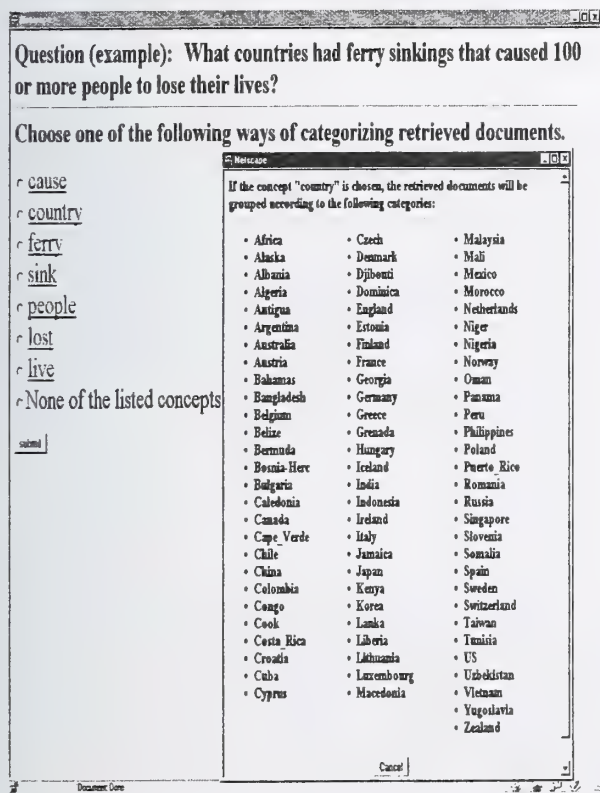 Question (example): What countries had ferry sinkings that caused 100
or more people to lose their lives?
Choose one of the following ways of categorizing retrieved documents.
cause
country
ferry
sink
people
lost
live
None of the listed concepts
submit
Netscape
If the concept "country" is chosen, the retrieved documents will be
grouped according to the following categories:
Africa
Alaska
Albania
Algeria
Antigua
Argentina
Australia
Austria
Bahamas
Bangladesh
Belgium
Belize
Bermuda
Bosnia-Herc
Bulgaria
Caledonia
Canada
Cape_Verde
Chile
China
Colombia
Congo
Cook
Costa_Rica
Croatia
Cuba
Cyprus
Czech
Denmark
Djibouti
Dominica
England
Estonia
Finland
France
Georgia
Germany
Greece
Grenada
Hungary
Iceland
India
Indonesia
Ireland
Italy
Jamaica
Japan
Kenya
Korea
Lanka
Liberia
Lithuania
Luxembourg
Macedonia
Malaysia
Mali
Mexico
Morocco
Netherlands
Niger
Nigeria
Norway
Oman
Panama
Peru
Philippines
Poland
Puerto_Rico
Romania
Russia
Singapore
Slovenia
Somalia
Spain
Sweden
Switzerland
Taiwan
Tunisia
US
Uzbekistan
Vietnam
Yugoslavia
Zealand
Cancel
Document: Done